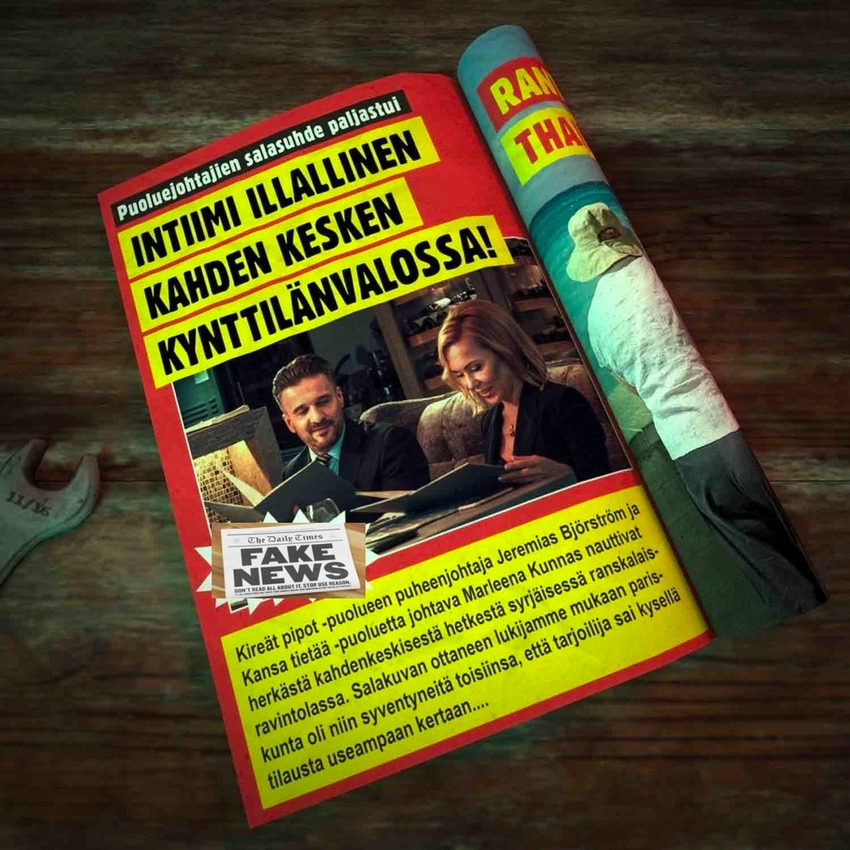 Puoluejohtajien salasuhde paljastui
INTIIMI ILLALLINEN
KAHDEN KESKEN
KYNTTILÄNVALOSSA!
The Daily Times
FAKE
NEWS
DON'T READ ALL ABOUT IT. STOP. USE REASON.
Kireät pipot -puolueen puheenjohtaja Jeremias Björström ja
Kansa tietää -puoluetta johtava Marleena Kunnas nauttivat
herkästä kahdenkeskisestä hetkestä syrjäisessä ranskalais-
ravintolassa. Salakuvan ottaneen lukijamme mukaan paris-
kunta oli niin syventyneitä toisiinsa, että tarjoilija sai kysellä
tilausta useampaan kertaan....
RAN
THA
11/16